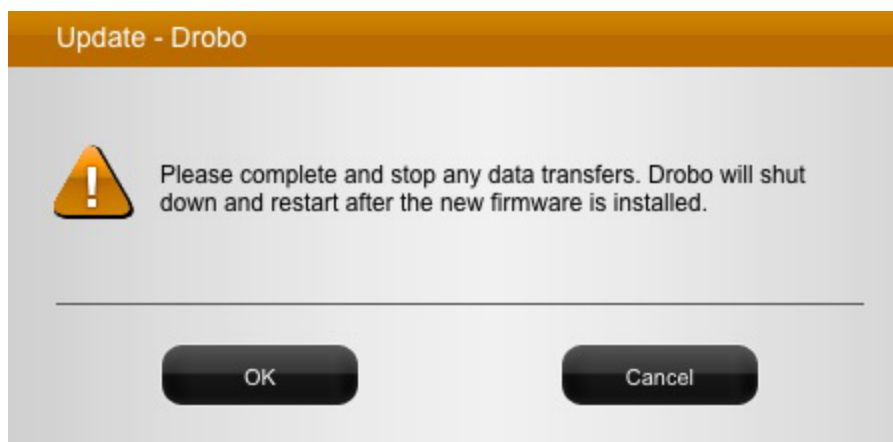 Update - Drobo
Please complete and stop any data transfers. Drobo will shut
down and restart after the new firmware is installed.
OK
Cancel